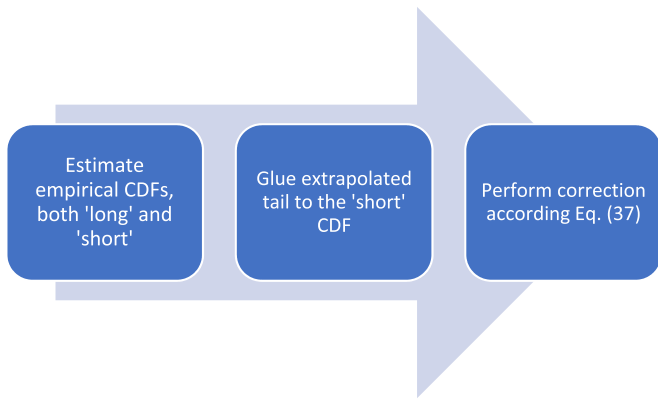 Estimate
empirical CDFs,
both 'long' and
'short'
Glue extrapolated
tail to the 'short'
CDF
Perform correction
according Eq. (37)